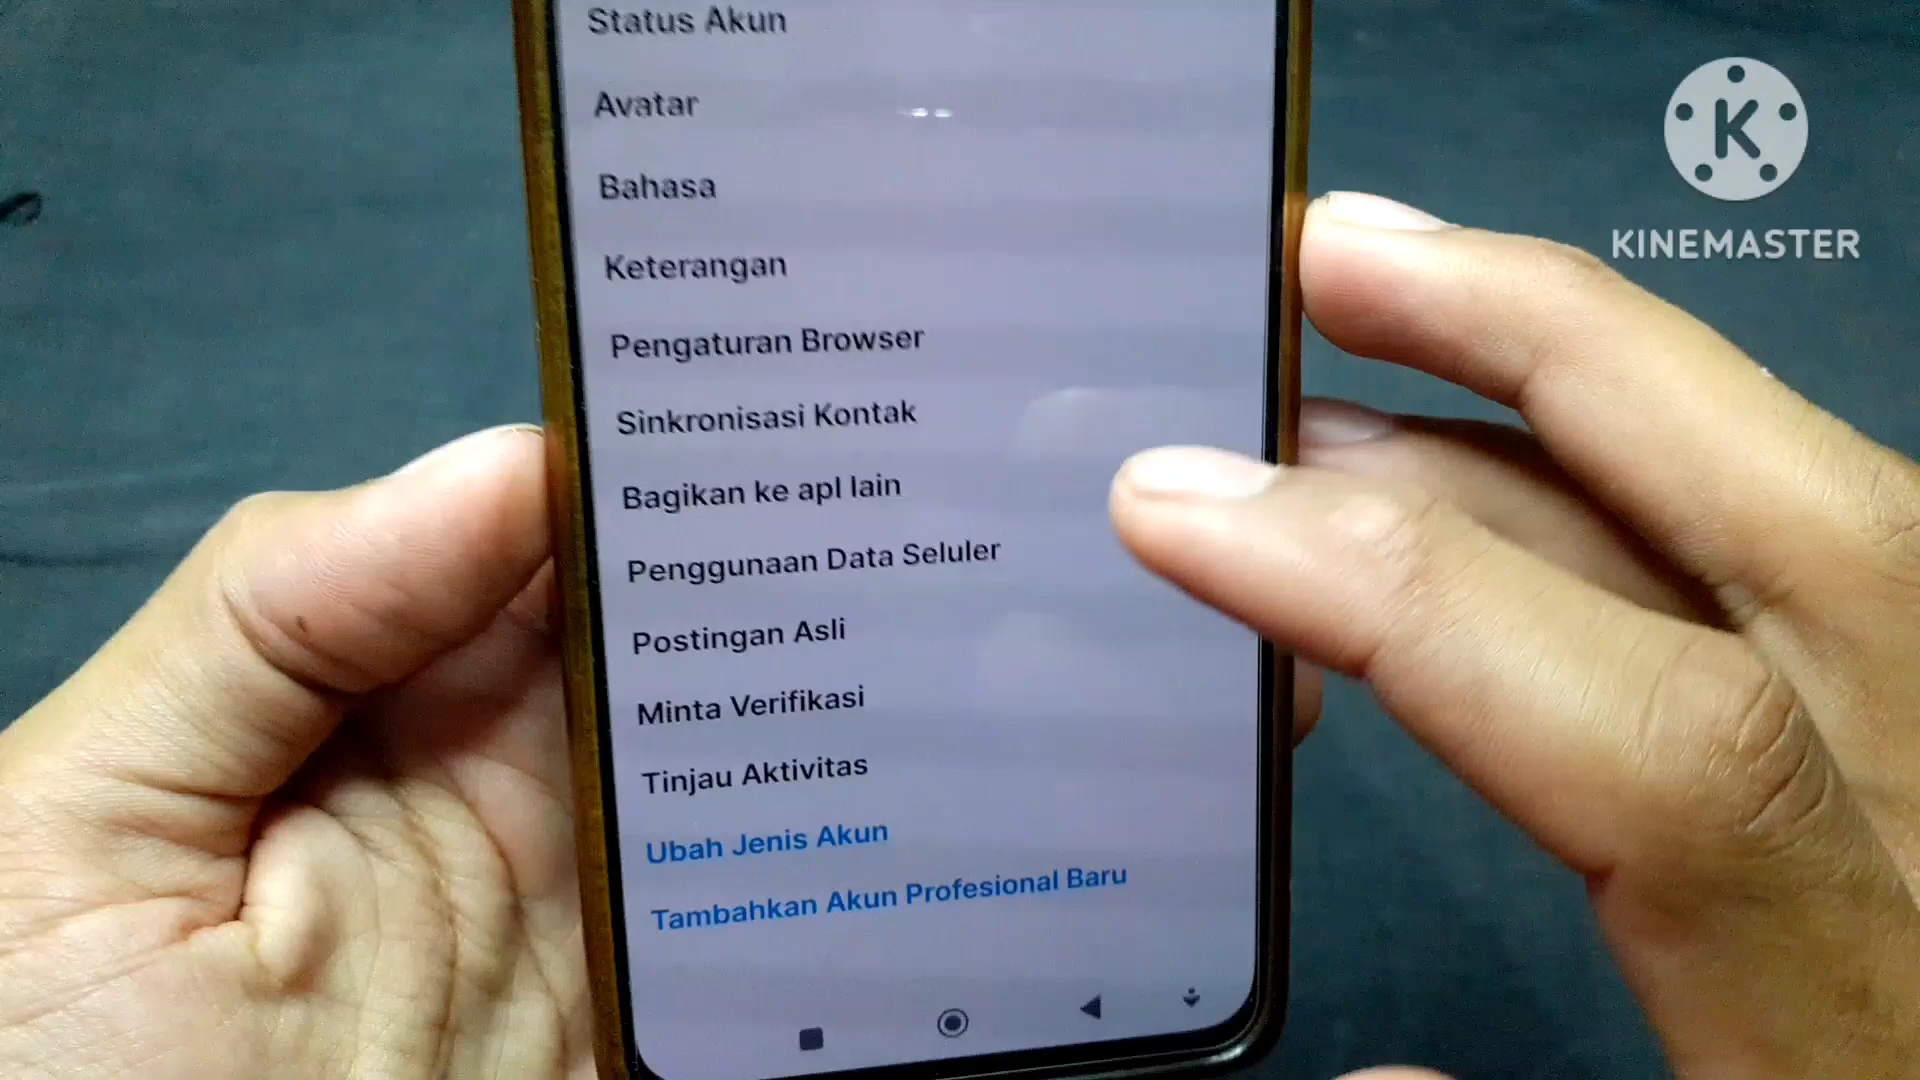 Status Akun
Avatar
Bahasa
Keterangan
Pengaturan Browser
Sinkronisasi Kontak
Bagikan ke apl lain
Penggunaan Data Seluler
Postingan Asli
Minta Verifikasi
Tinjau Aktivitas
Ubah Jenis Akun
Tambahkan Akun Profesional Baru
K
KINEMASTER